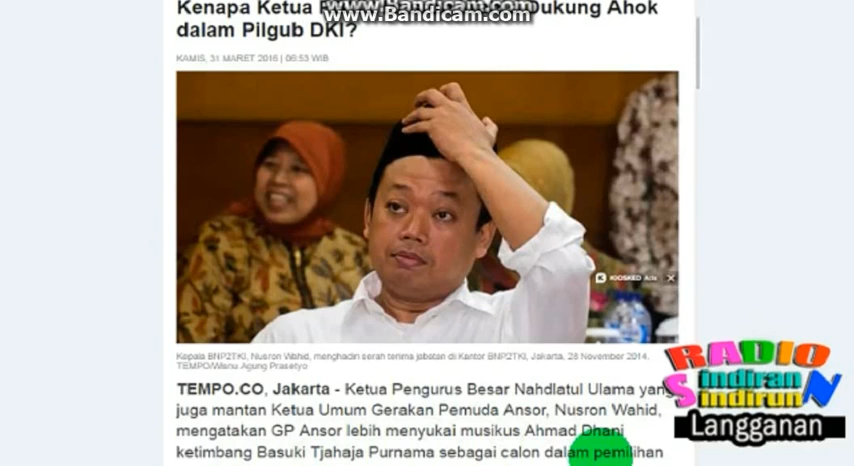 www.Bandicam.com
Kenapa Ketua Dukung Ahok
dalam Pilgub DKI?
KAMIS, 31 MARET 2016 | 06:53 WIB
KIOSKED Ads X
Kepala BNP2TKI, Nusron Wahid, menghadiri serah terima jabatan di Kantor BNP2TKI, Jakarta, 28 November 2014.
TEMPO/Wisnu Agung Prasetyo
TEMPO.CO, Jakarta - Ketua Pengurus Besar Nahdlatul Ulama yang
juga mantan Ketua Umum Gerakan Pemuda Ansor, Nusron Wahid,
mengatakan GP Ansor lebih menyukai musikus Ahmad Dhani
ketimbang Basuki Tjahaja Purnama sebagai calon dalam pemilihan
RADIO
Sindiran
Sindirun
Langganan